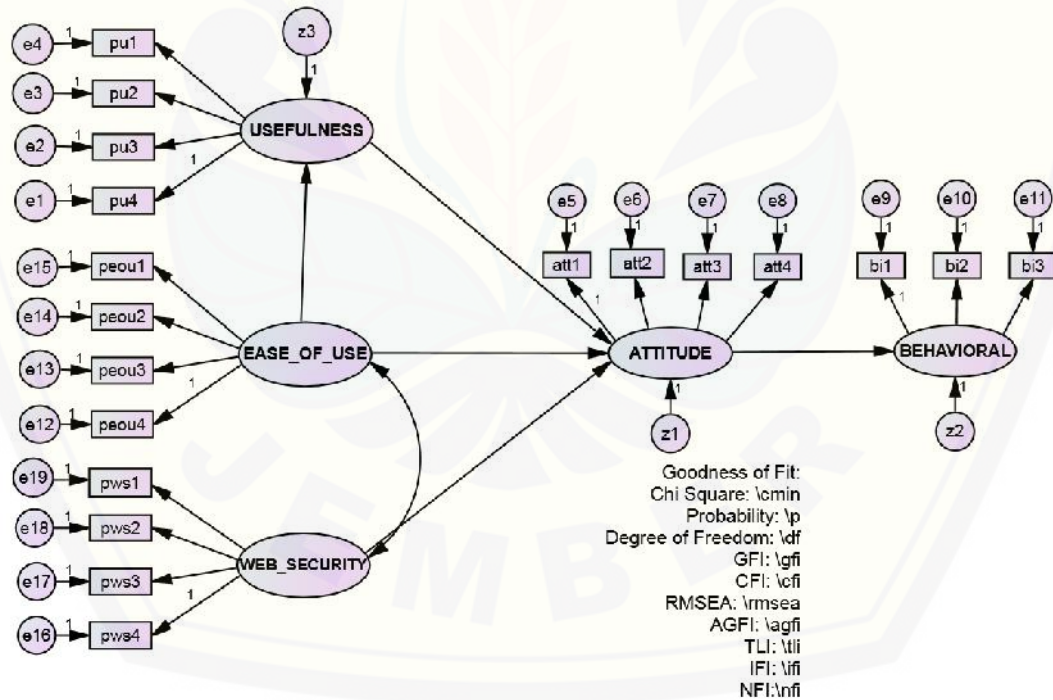 z3
1
e4 1 pu1
e3 1 pu2
e2 1 pu3
1
e1 1 pu4
USEFULNESS
e15 1 peou1
e14 1 peou2
e13 1 peou3
1
e12 1 peou4
EASE_OF_USE
e19 1 pws1
e18 1 pws2
e17 1 pws3
1
e16 1 pws4
WEB_SECURITY
e5 e6 e7 e8
1 1 1 1
att1 att2 att3 att4
1
ATTITUDE
1
z1
e9 e10 e11
1 1 1
bi1 bi2 bi3
1
BEHAVIORAL
1
z2
Goodness of Fit:
Chi Square: \cmin
Probability: \p
Degree of Freedom: \df
GFI: \gfi
CFI: \cfi
RMSEA: \rmsea
AGFI: \agfi
TLI: \tli
IFI: \ifi
NFI:\nfi
JEMBER